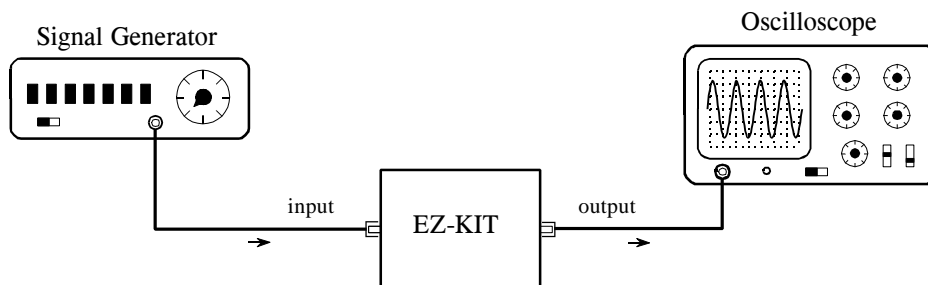 Oscilloscope
Signal Generator
input
EZ-KIT
output